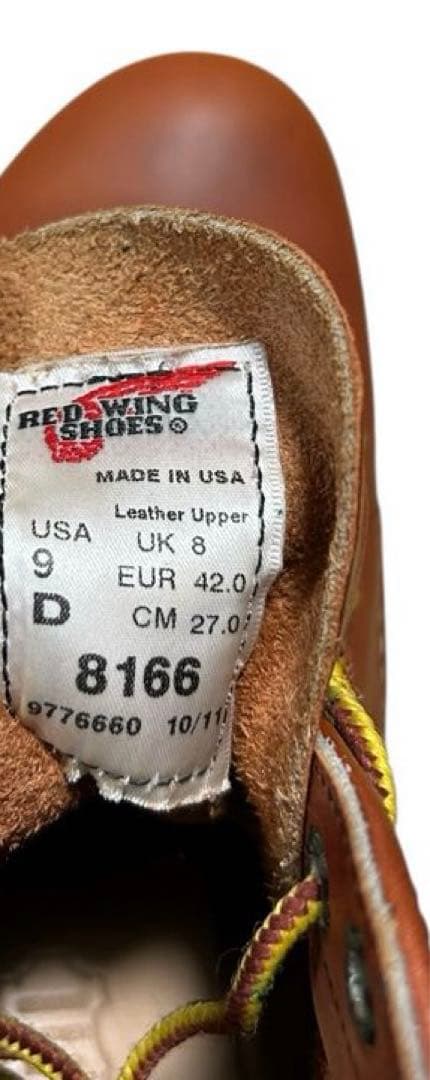 RED WING
SHOES®
MADE IN USA
Leather Upper
USA UK 8
9 EUR 42.0
D CM 27.0
8166
9776660 10/11